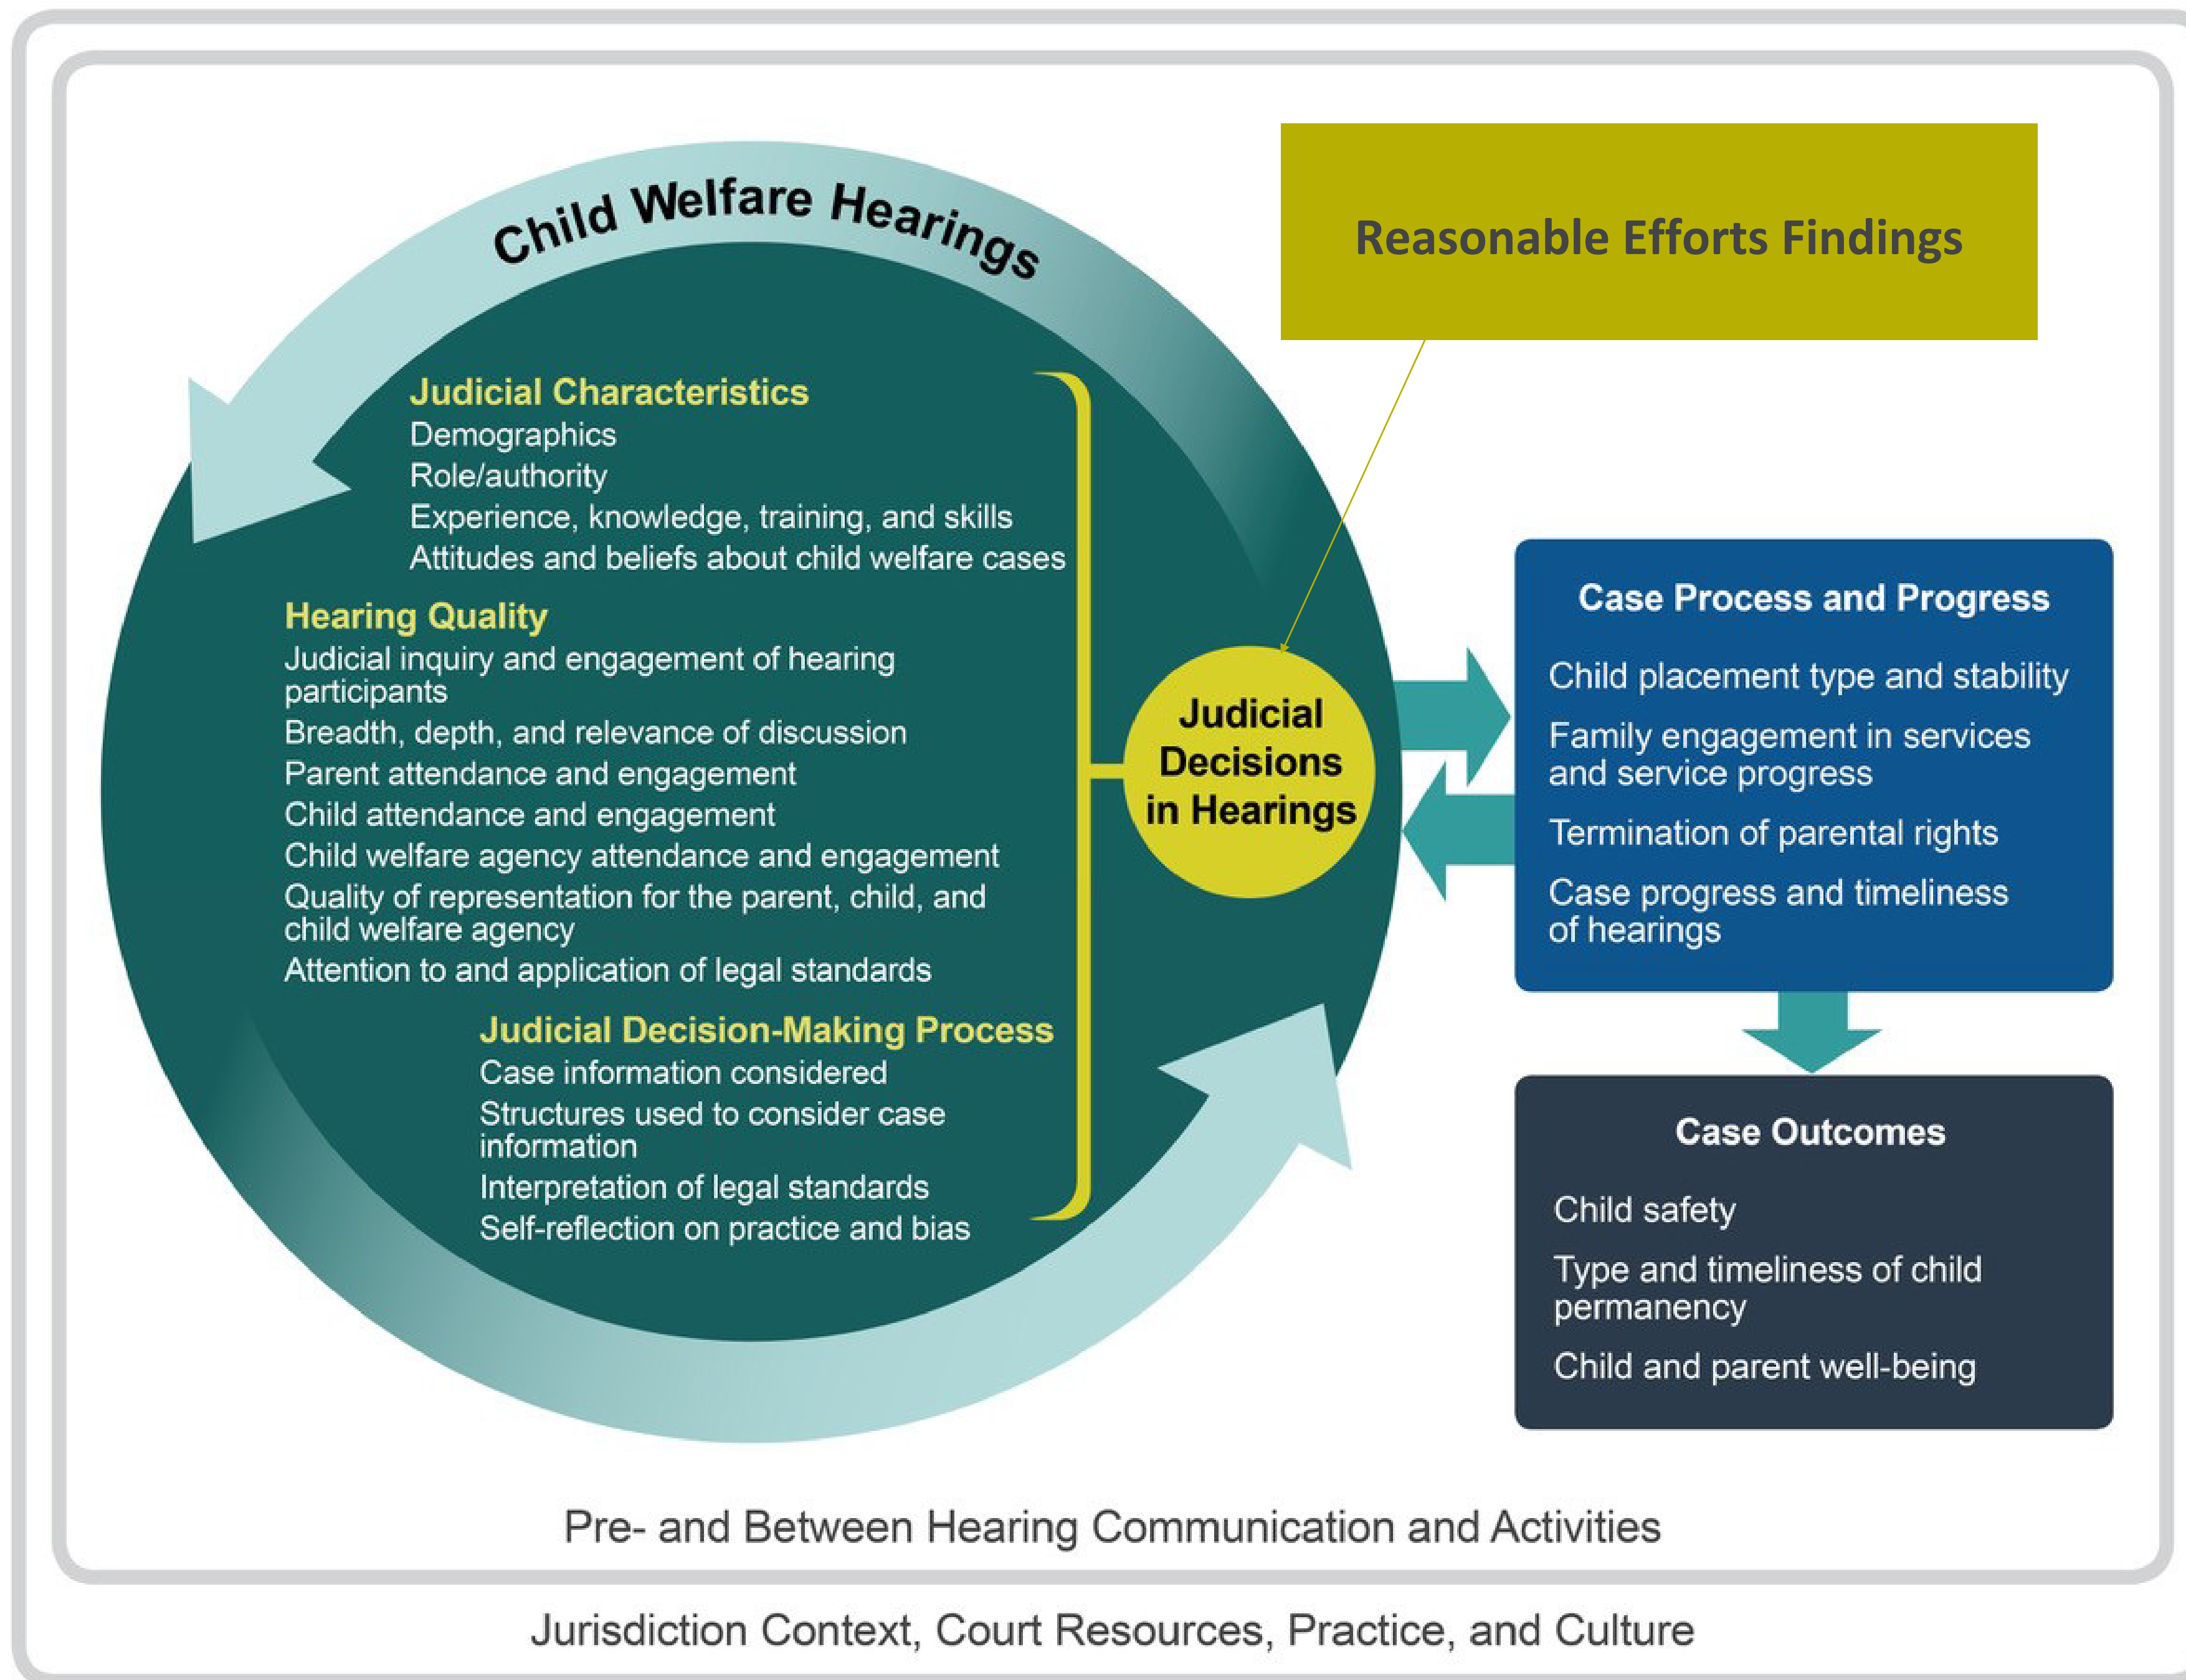 Child Welfare Hearings
Reasonable Efforts Findings
Judicial Characteristics
Demographics
Role/authority
Experience, knowledge, training, and skills
Attitudes and beliefs about child welfare cases
Hearing Quality
Judicial inquiry and engagement of hearing
participants
Breadth, depth, and relevance of discussion
Parent attendance and engagement
Child attendance and engagement
Child welfare agency attendance and engagement
Quality of representation for the parent, child, and
child welfare agency
Attention to and application of legal standards
Judicial Decision-Making Process
Case information considered
Structures used to consider case
information
Interpretation of legal standards
Self-reflection on practice and bias
Judicial
Decisions
in Hearings
Case Process and Progress
Child placement type and stability
Family engagement in services
and service progress
Termination of parental rights
Case progress and timeliness
of hearings
Case Outcomes
Child safety
Type and timeliness of child
permanency
Child and parent well-being
Pre- and Between Hearing Communication and Activities
Jurisdiction Context, Court Resources, Practice, and Culture